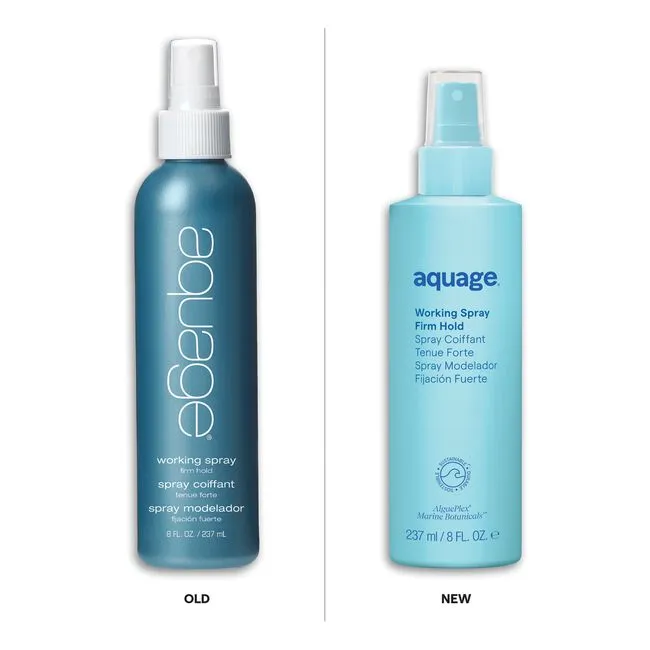 aquage®
working spray
firm hold
spray coiffant
tenue forte
spray modelador
fijación fuerte
8 FL. OZ. / 237 mL
OLD
aquage®
Working Spray
Firm Hold
Spray Coiffant
Tenue Forte
Spray Modelador
Fijación Fuerte
AlgaePlex®
Marine Botanicals™
237 ml / 8 FL. OZ. ℮
NEW